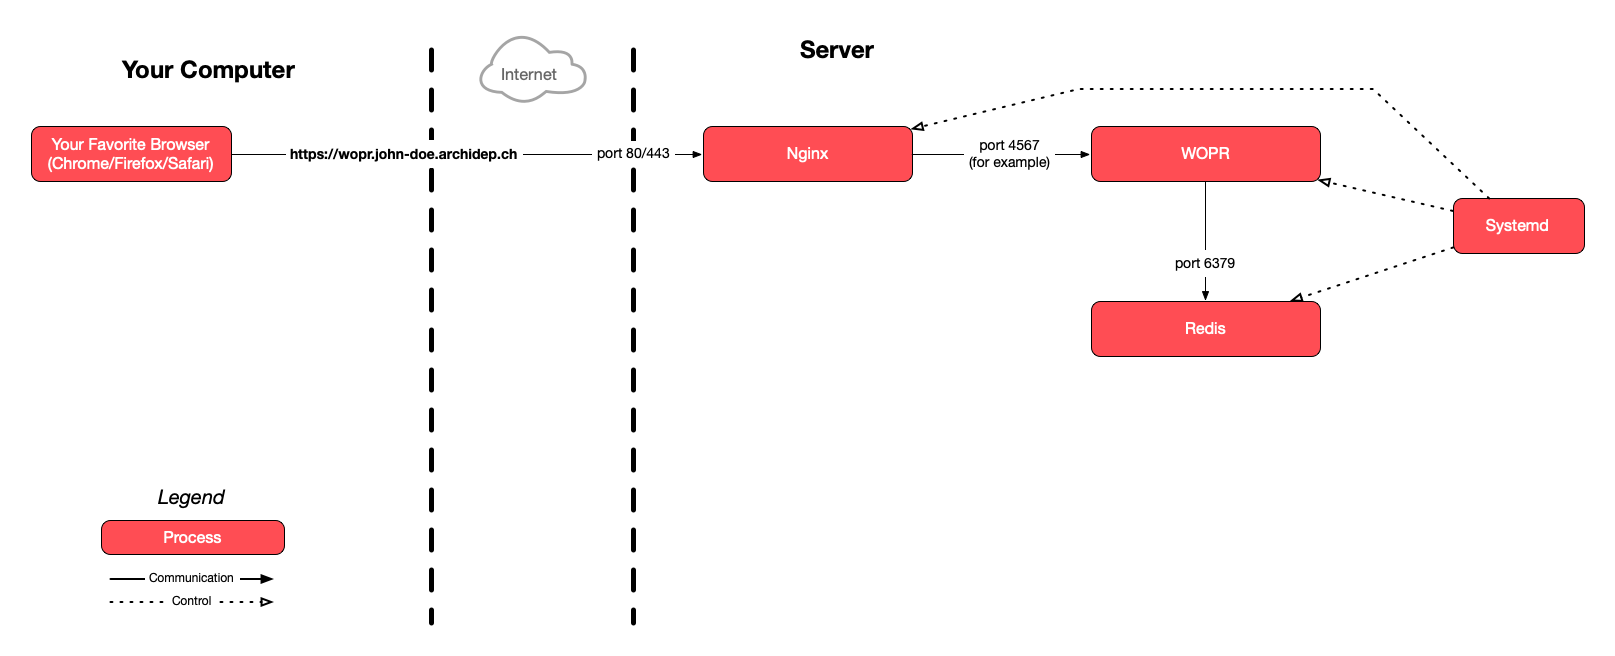 Your Computer
Internet
Server
Your Favorite Browser
(Chrome/Firefox/Safari)
https://wopr.john-doe.archidep.ch
port 80/443
Nginx
port 4567
(for example)
WOPR
Systemd
port 6379
Redis
Legend
Process
Communication
Control